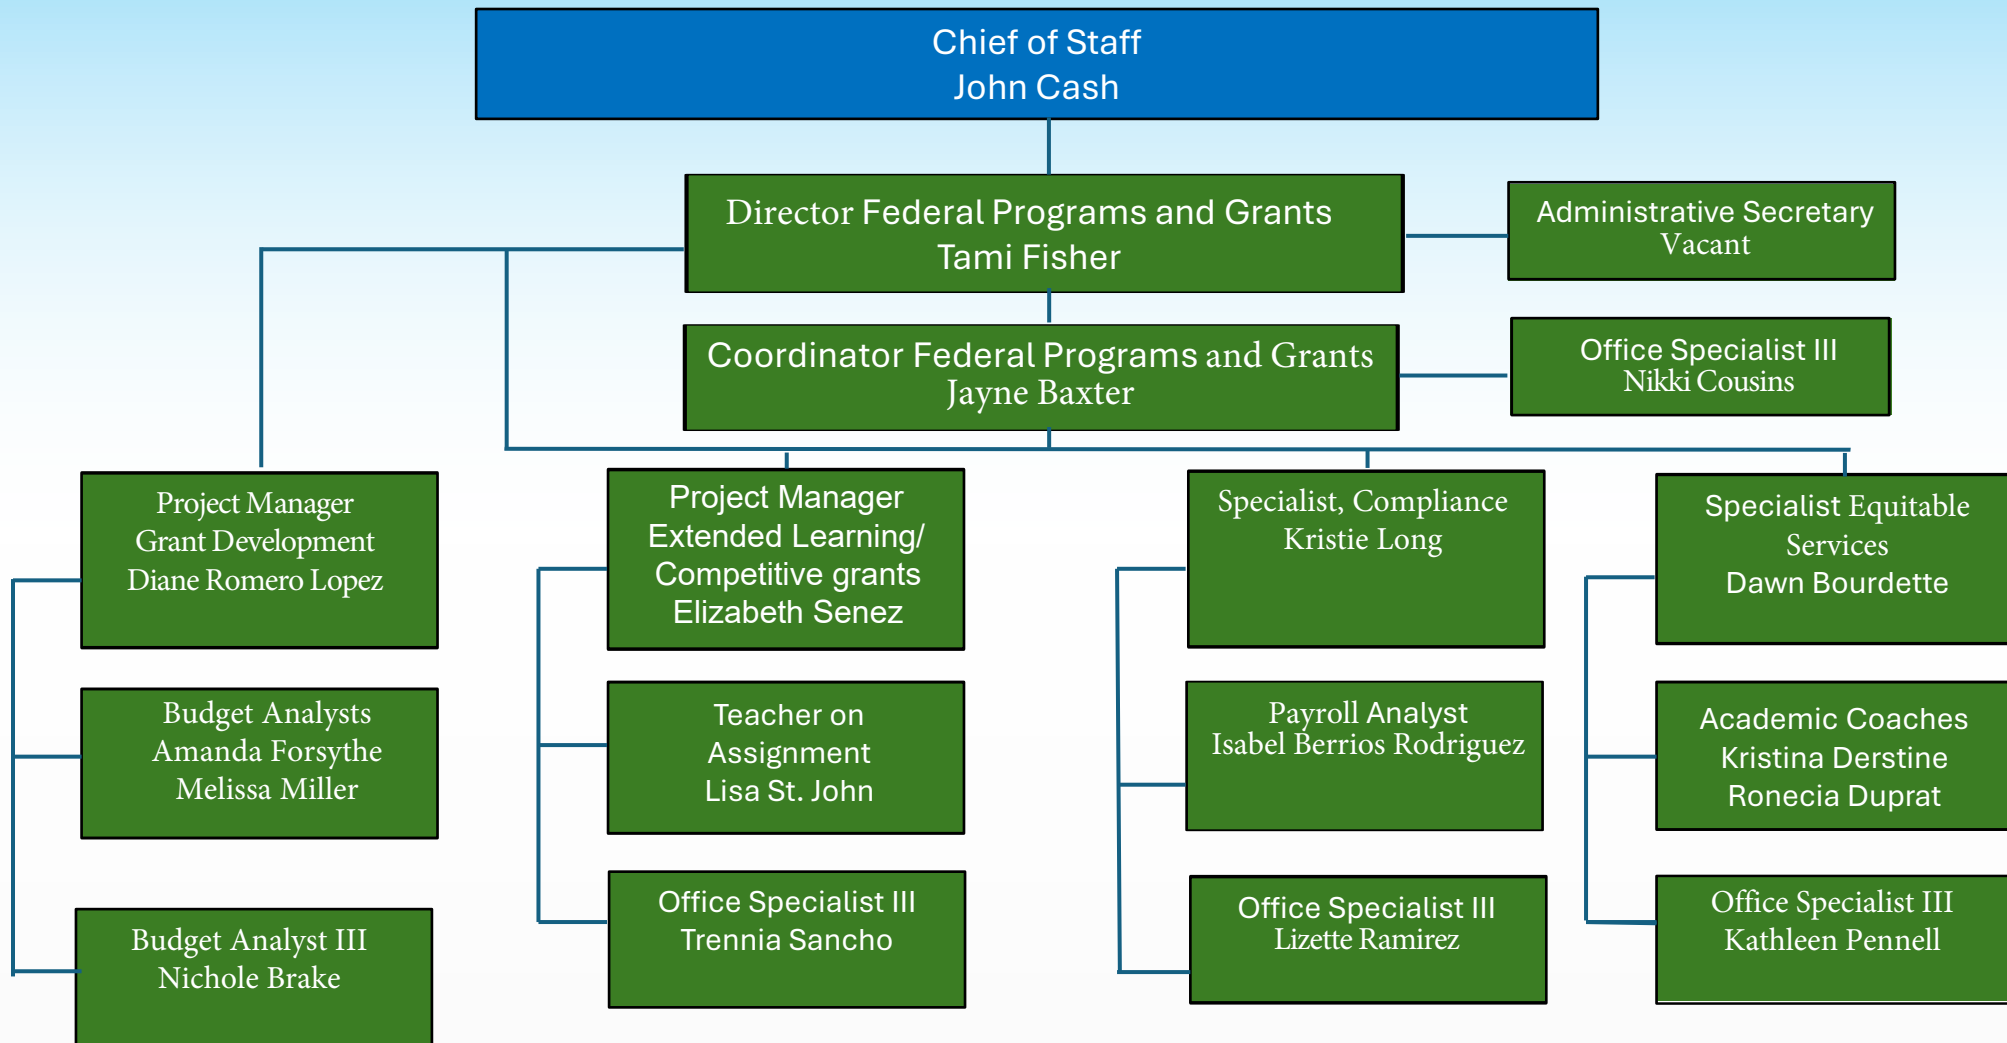 Chief of Staff
John Cash
Director Federal Programs and Grants
Tami Fisher
Administrative Secretary
Vacant
Coordinator Federal Programs and Grants
Jayne Baxter
Office Specialist III
Nikki Cousins
Project Manager
Grant Development
Diane Romero Lopez
Project Manager
Extended Learning/
Competitive grants
Elizabeth Senez
Specialist, Compliance
Kristie Long
Specialist Equitable
Services
Dawn Bourdette
Budget Analysts
Amanda Forsythe
Melissa Miller
Teacher on
Assignment
Lisa St. John
Payroll Analyst
Isabel Berrios Rodriguez
Academic Coaches
Kristina Derstine
Ronecia Duprat
Budget Analyst III
Nichole Brake
Office Specialist III
Trennia Sancho
Office Specialist III
Lizette Ramirez
Office Specialist III
Kathleen Pennell